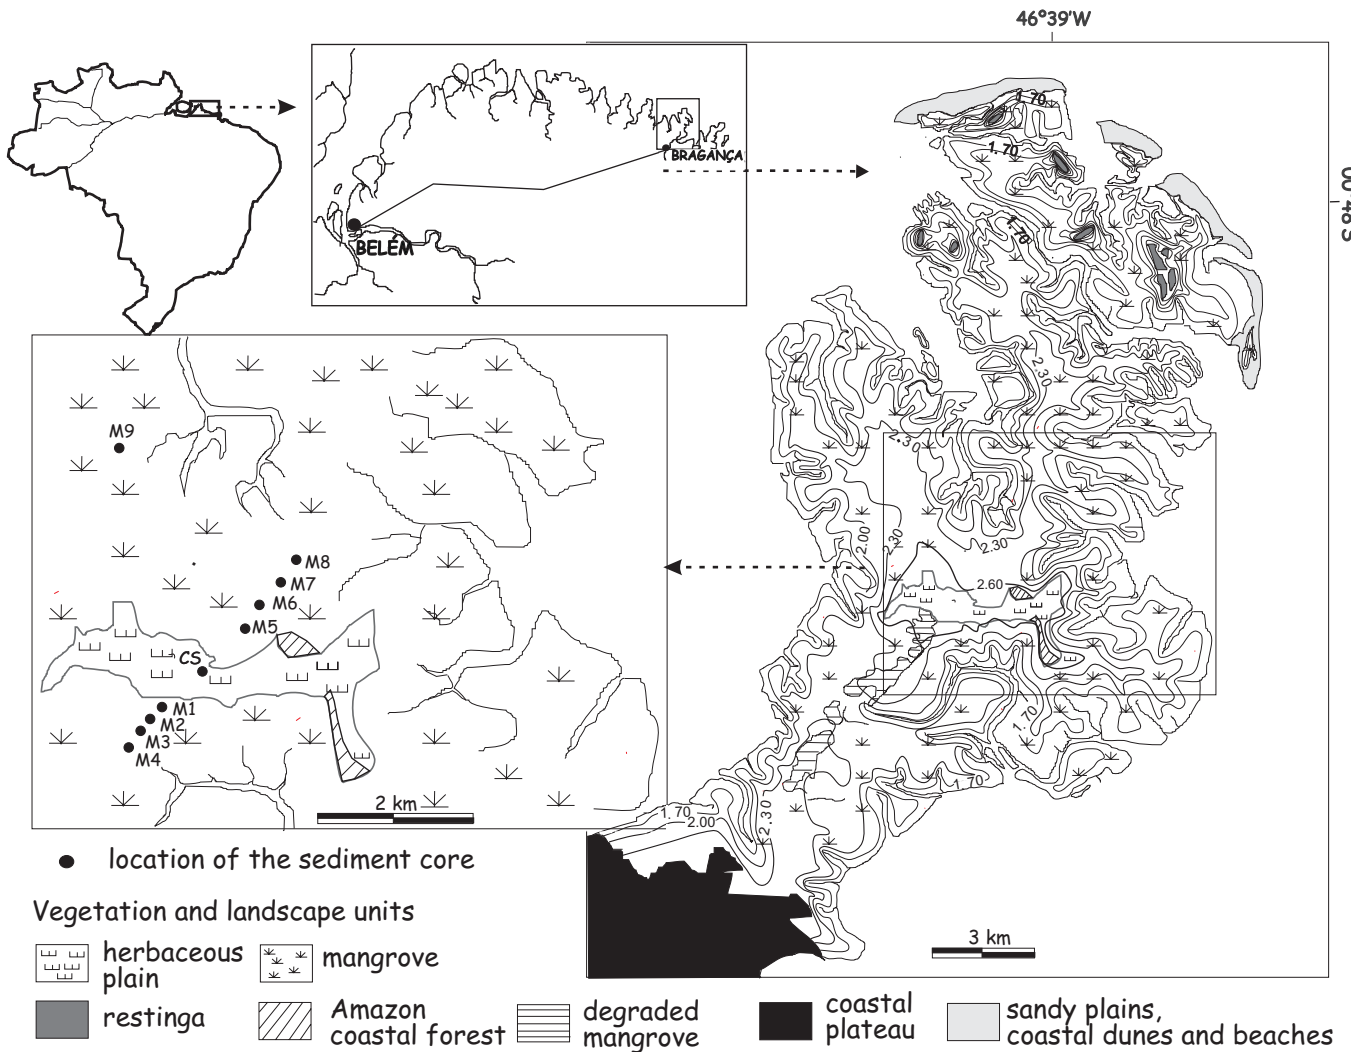 46°39'W
00°48'S
BRAGANÇA
BELÉM
1.70
1.70
1.70
2.30
2.30
2.00
2.30
2.30
2.60
1.70
1.70
1.70
2.00
2.30
M9
M8
M7
M6
M5
CS
M1
M2
M3
M4
2 km
3 km
location of the sediment core
Vegetation and landscape units
herbaceous
plain
mangrove
restinga
Amazon
coastal forest
degraded
mangrove
coastal
plateau
sandy plains,
coastal dunes and beaches